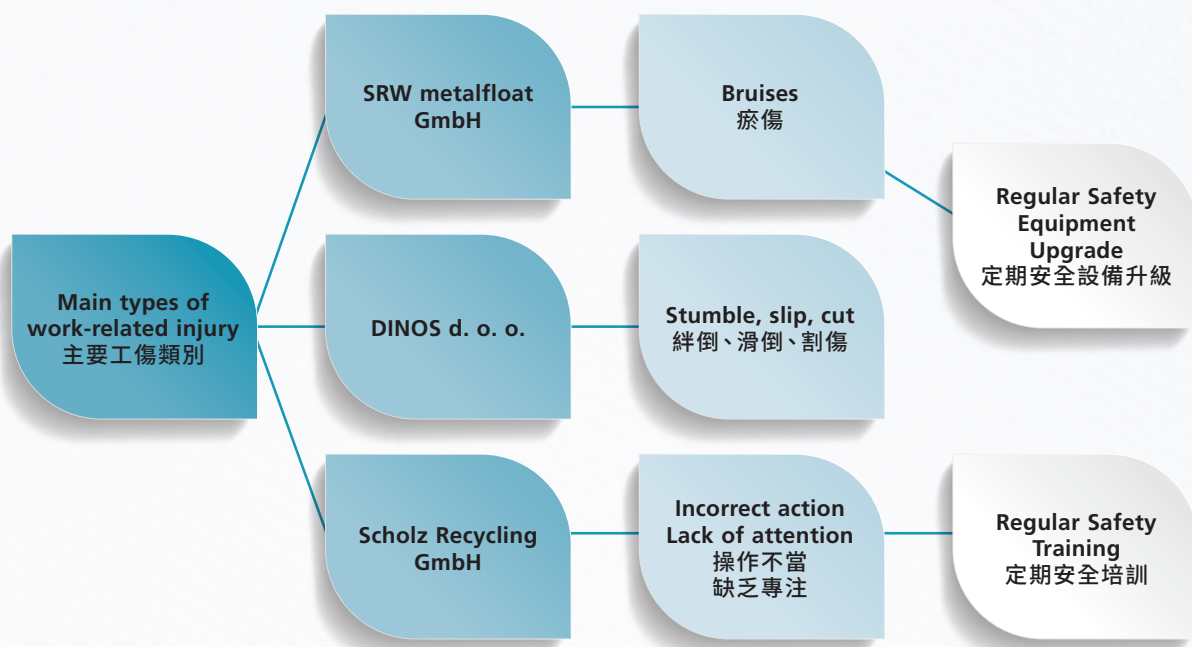 Main types of
work-related injury
主要工傷類別
SRW metalfloat
GmbH
Bruises
瘀傷
Regular Safety
Equipment
Upgrade
定期安全設備升級
DINOS d. o. o.
Stumble, slip, cut
絆倒、滑倒、割傷
Scholz Recycling
GmbH
Incorrect action
Lack of attention
操作不當
缺乏專注
Regular Safety
Training
定期安全培訓